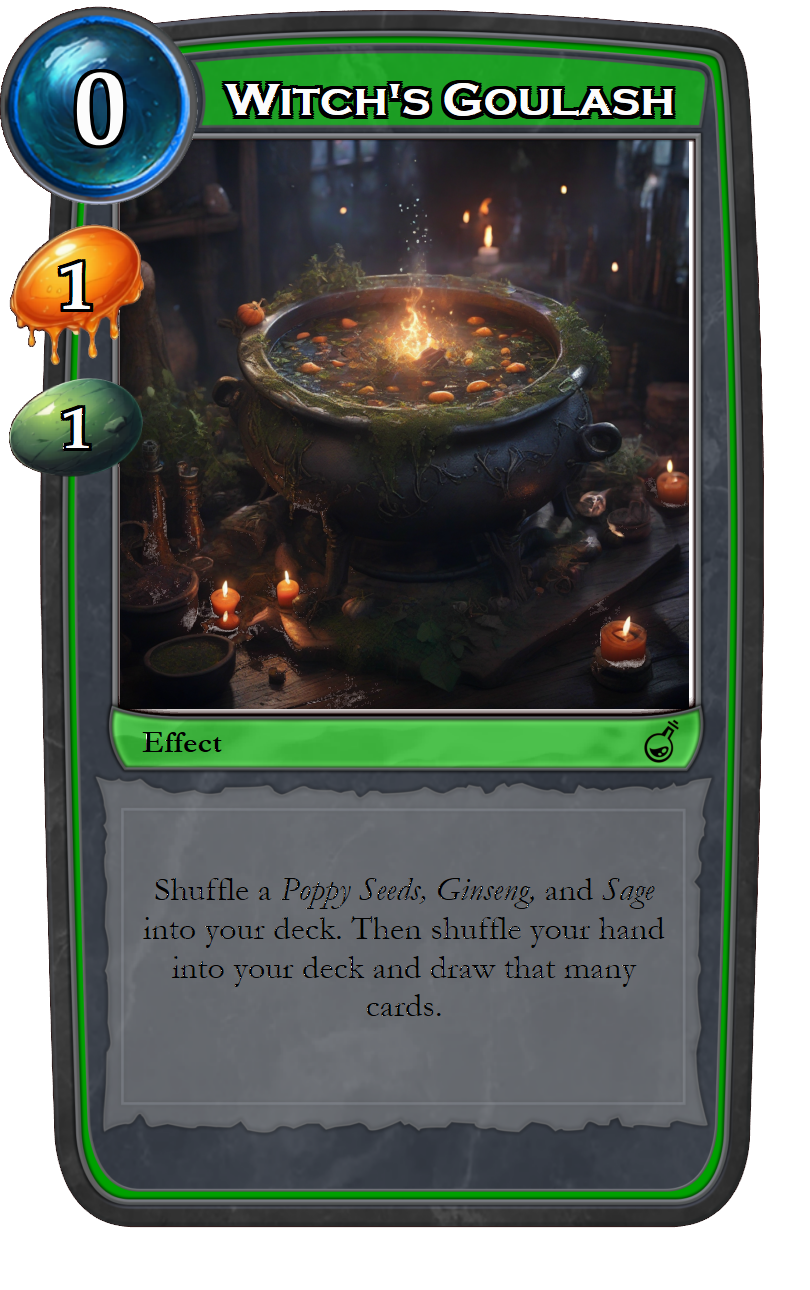 0
Witch's Goulash
1
1
Effect
Shuffle a Poppy Seeds, Ginseng, and Sage
into your deck. Then shuffle your hand
into your deck and draw that many
cards.